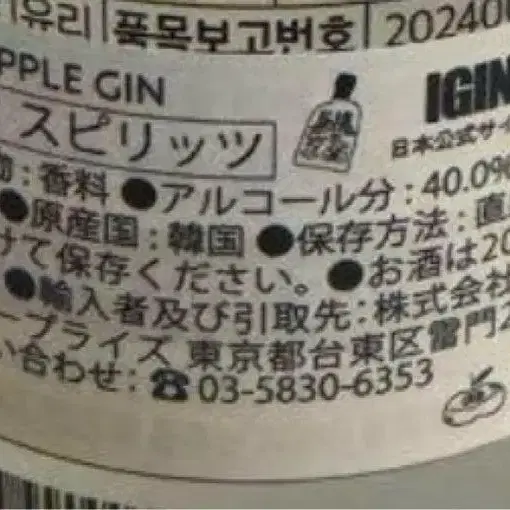 유리 품목보고번호 202400
PPLE GIN
IGIN
スピリッツ
日本公式サイ
物:香料 ●アルコール分:40.0%
●原産国:韓国 ●保存方法:直
けて保存ください。●お酒は20
●輸入者及び引取先:株式会社
ープライズ 東京都台東区雷門2
い合わせ:☎03-5830-6353